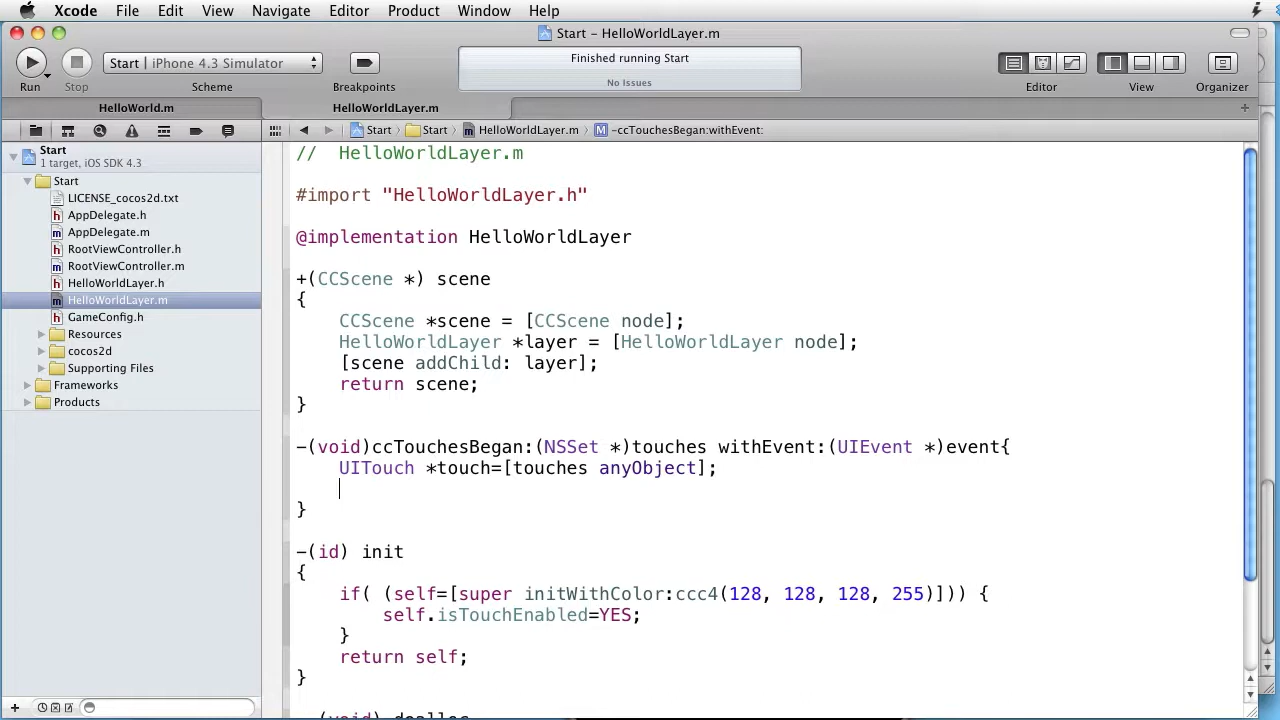 Xcode File Edit View Navigate Editor Product Window Help
Start - HelloWorldLayer.m
Start | iPhone 4.3 Simulator
Finished running Start
No Issues
Run Stop Scheme Breakpoints Editor View Organizer
HelloWorld.m HelloWorldLayer.m
Start Start HelloWorldLayer.m M -ccTouchesBegan:withEvent:
Start
1 target, iOS SDK 4.3
Start
LICENSE_cocos2d.txt
h AppDelegate.h
m AppDelegate.m
h RootViewController.h
m RootViewController.m
h HelloWorldLayer.h
m HelloWorldLayer.m
h GameConfig.h
Resources
cocos2d
Supporting Files
Frameworks
Products
// HelloWorldLayer.m
#import "HelloWorldLayer.h"
@implementation HelloWorldLayer
+(CCScene *) scene
{
CCScene *scene = [CCScene node];
HelloWorldLayer *layer = [HelloWorldLayer node];
[scene addChild: layer];
return scene;
}
-(void)ccTouchesBegan:(NSSet *)touches withEvent:(UIEvent *)event{
UITouch *touch=[touches anyObject];
}
-(id) init
{
if( (self=[super initWithColor:ccc4(128, 128, 128, 255)])) {
self.isTouchEnabled=YES;
}
return self;
}
-(void) dealloc